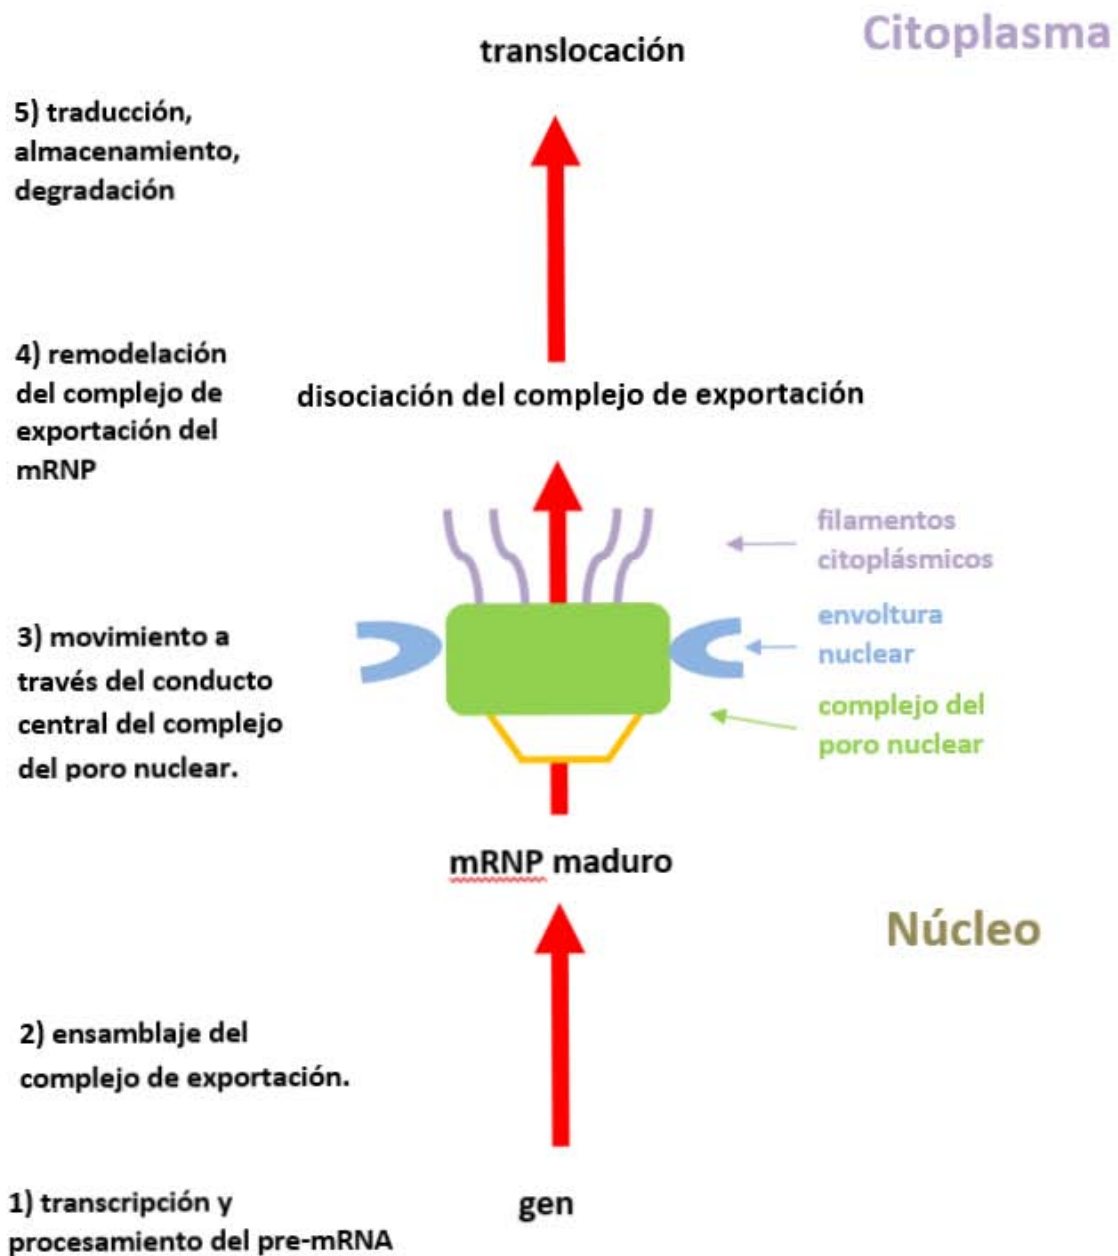 Citoplasma
translocación
5) traducción,
almacenamiento,
degradación
4) remodelación
del complejo de
exportación del
mRNP
disociación del complejo de exportación
filamentos
citoplásmicos
envoltura
nuclear
complejo del
poro nuclear
3) movimiento a
través del conducto
central del complejo
del poro nuclear.
mRNP maduro
Núcleo
2) ensamblaje del
complejo de exportación.
1) transcripción y
procesamiento del pre-mRNA
gen